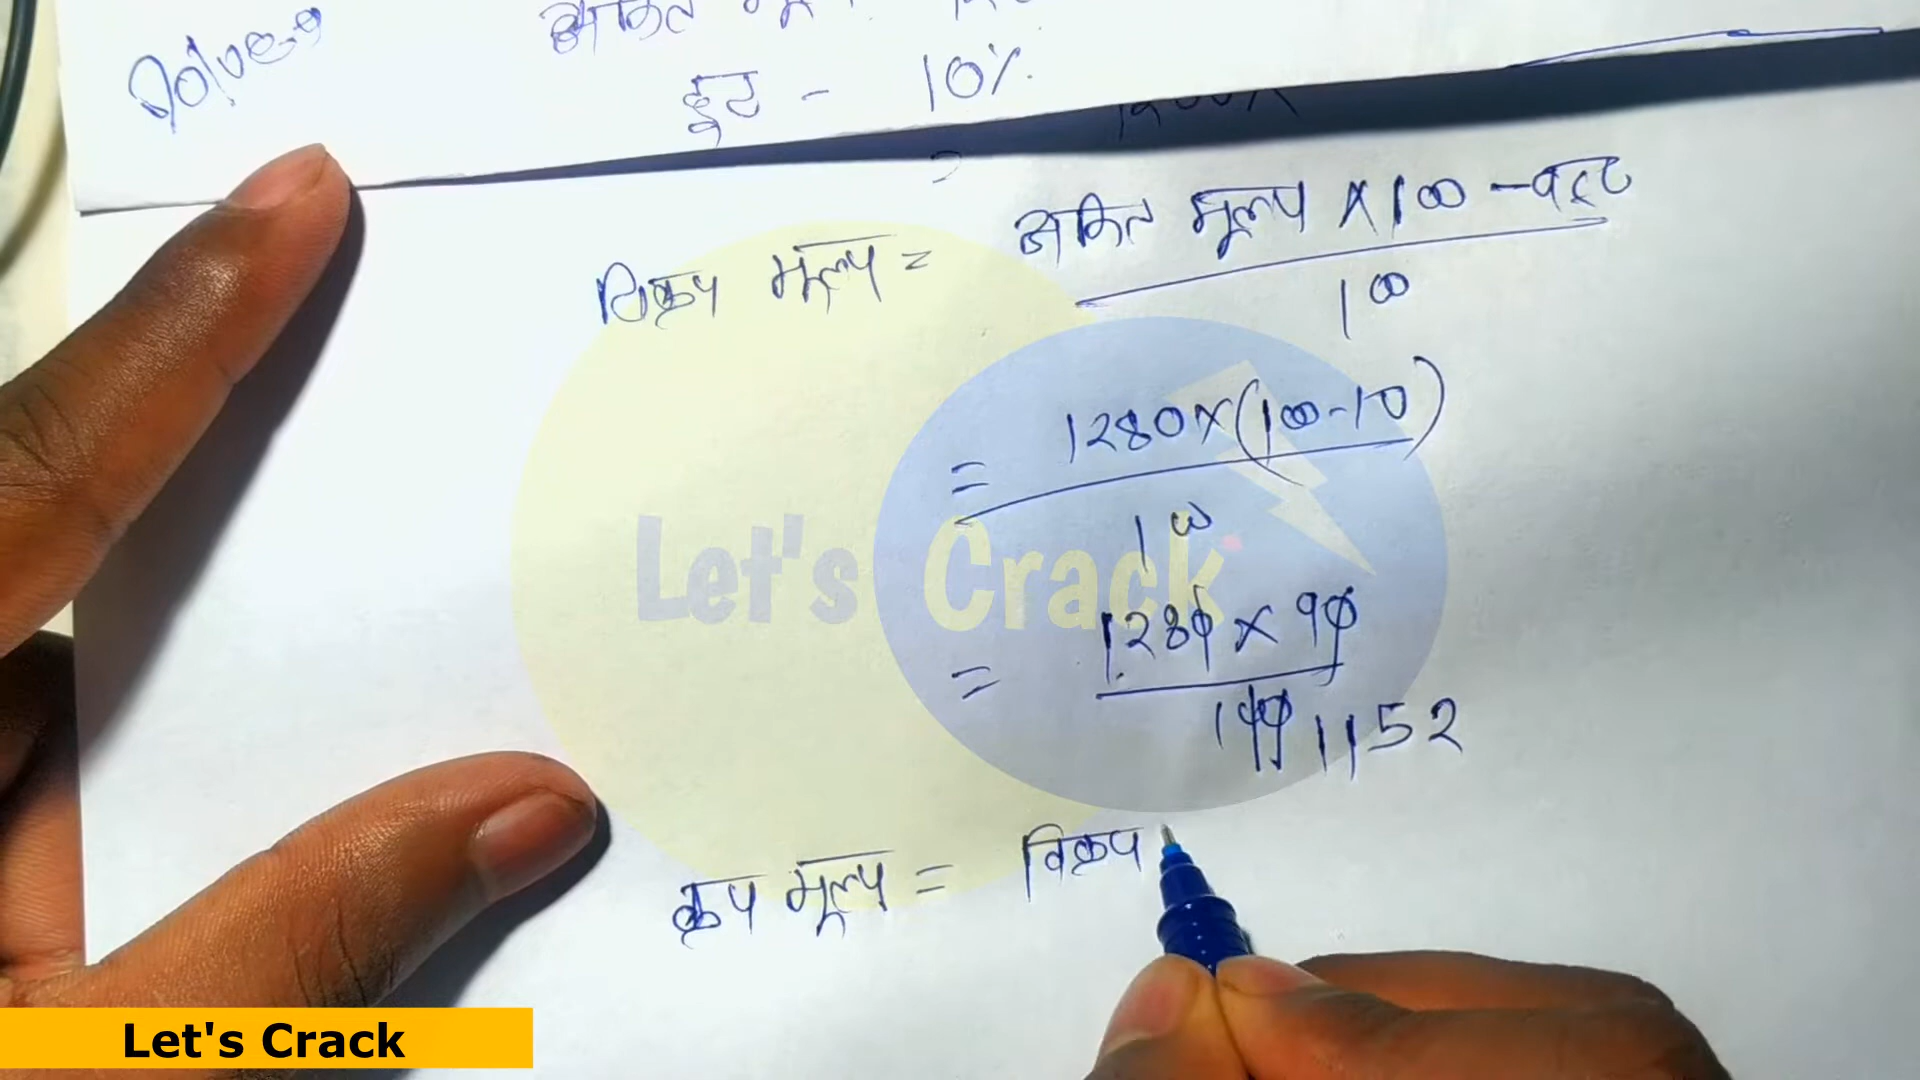 Solve
अंकित
छूट - 10%
=
विक्रय मूल्य = अंकित मूल्य × 100 - बट्टा
100
= 1280×(100-10)
100
= 1280 × 90
100 1152
Let's Crack
क्रय मूल्य = विक्रय
Let's Crack